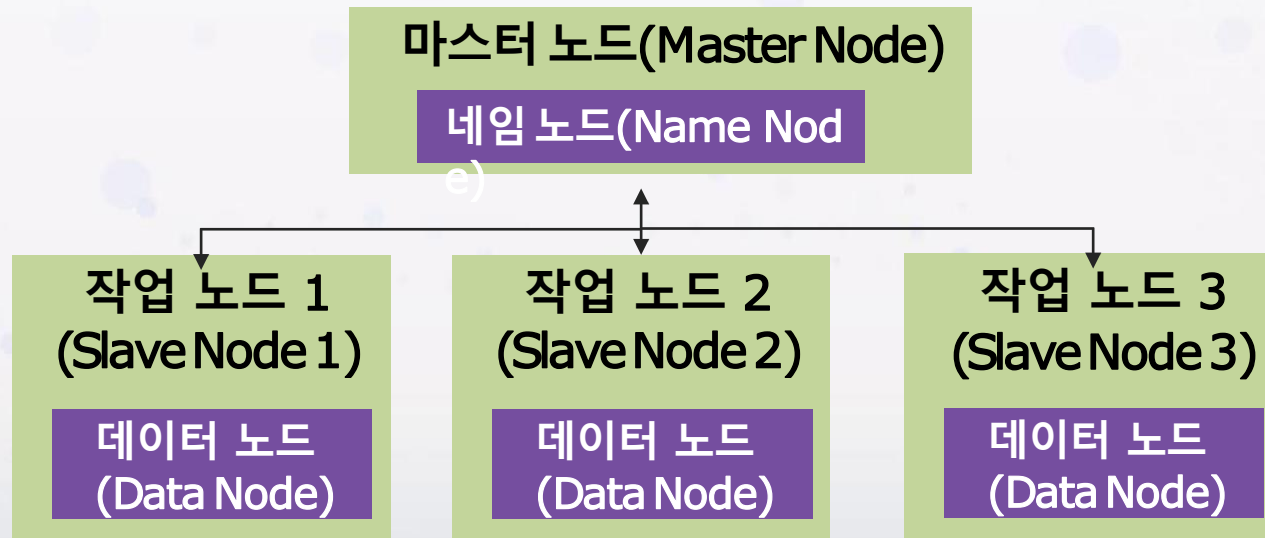 마스터 노드(Master Node)
네임 노드(Name Nod
e)
작업 노드 1
(Slave Node 1)
데이터 노드
(Data Node)
작업 노드 2
(Slave Node 2)
데이터 노드
(Data Node)
작업 노드 3
(Slave Node 3)
데이터 노드
(Data Node)